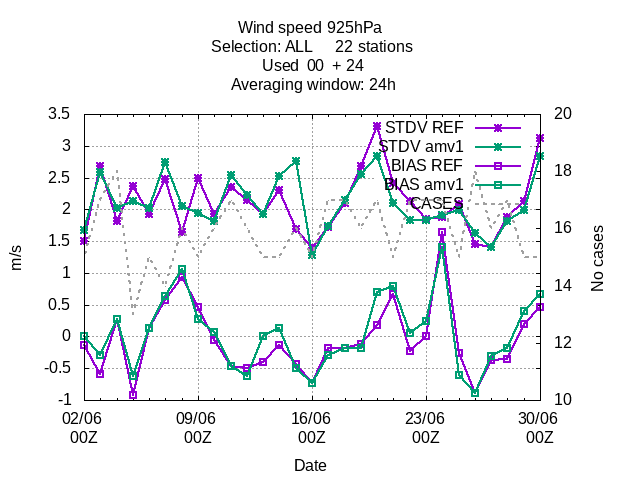 Wind speed 925hPa
Selection: ALL     22 stations
Used  00  + 24
Averaging window: 24h
3.5
3
2.5
2
1.5
1
0.5
0
-0.5
-1
m/s
20
18
16
14
12
10
No cases
STDV REF
STDV amv1
BIAS REF
BIAS amv1
CASES
02/06 09/06 16/06 23/06 30/06
00Z 00Z 00Z 00Z 00Z
Date